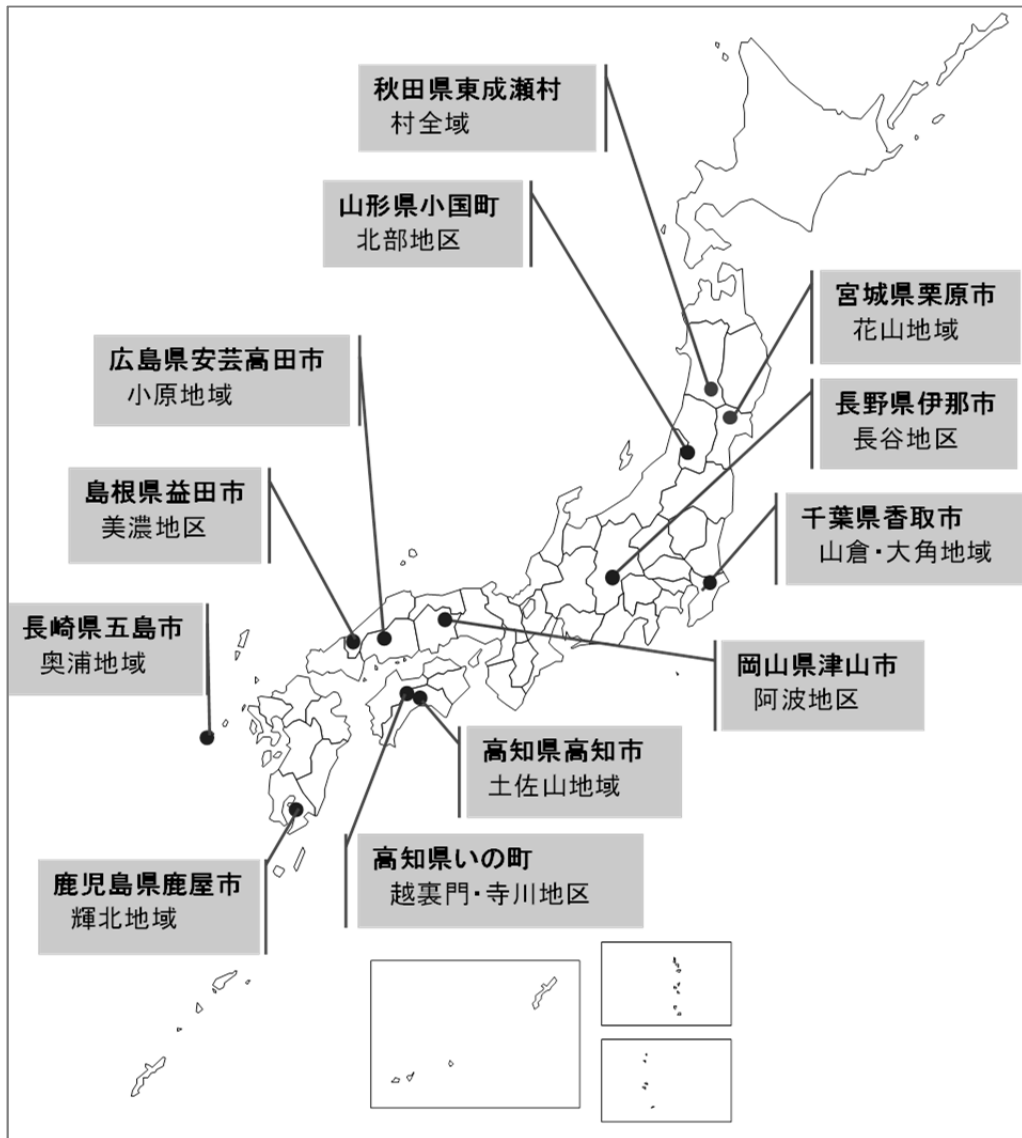 秋田県東成瀬村
村全域
山形県小国町
北部地区
宮城県栗原市
花山地域
広島県安芸高田市
小原地域
長野県伊那市
長谷地区
島根県益田市
美濃地区
千葉県香取市
山倉・大角地域
長崎県五島市
奥浦地域
岡山県津山市
阿波地区
高知県高知市
土佐山地域
高知県いの町
越裏門・寺川地区
鹿児島県鹿屋市
輝北地域